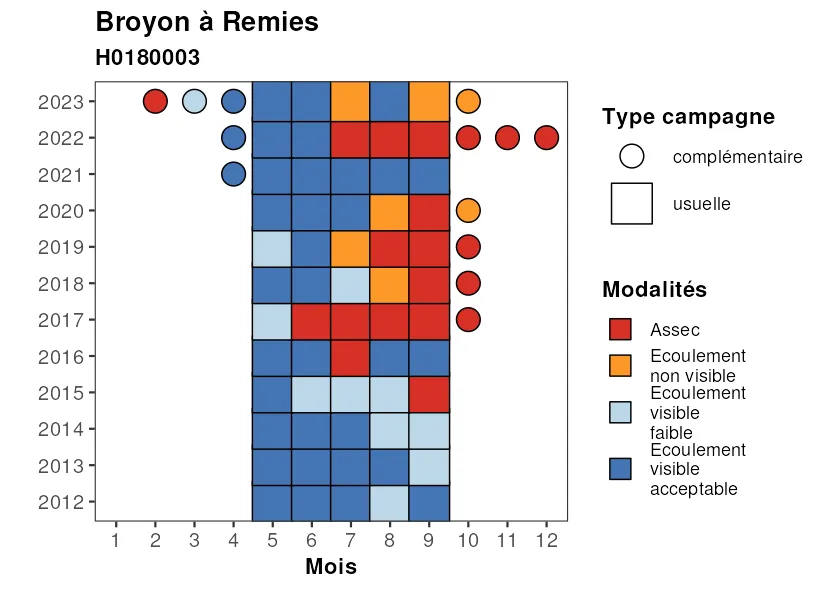 Broyon à Remies
H0180003
2023
2022
2021
2020
2019
2018
2017
2016
2015
2014
2013
2012
1 2 3 4 5 6 7 8 9 10 11 12
Mois
Type campagne
complémentaire
usuelle
Modalités
Assec
Ecoulement
non visible
Ecoulement
visible
faible
Ecoulement
visible
acceptable